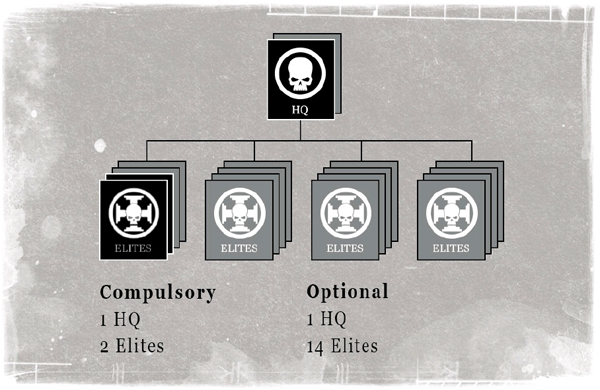 HQ
ELITES ELITES ELITES ELITES
Compulsory Optional
1 HQ 1 HQ
2 Elites 14 Elites